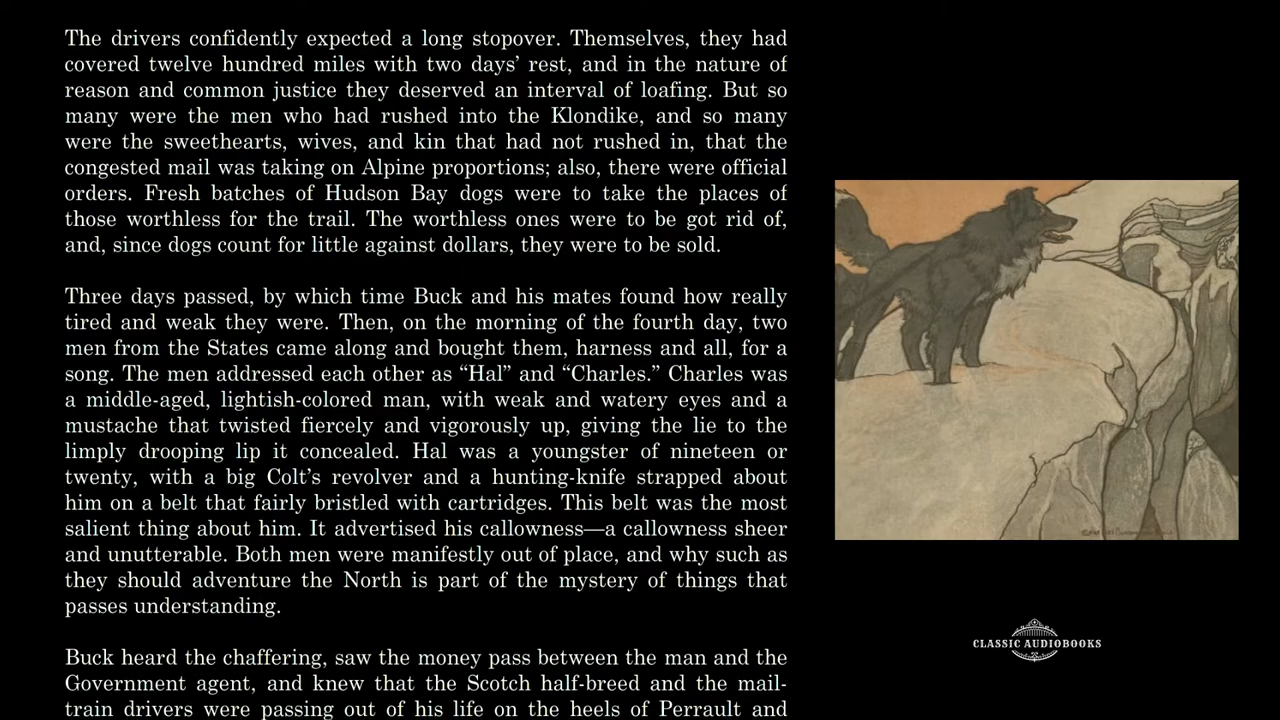 The drivers confidently expected a long stopover. Themselves, they had
covered twelve hundred miles with two days’ rest, and in the nature of
reason and common justice they deserved an interval of loafing. But so
many were the men who had rushed into the Klondike, and so many
were the sweethearts, wives, and kin that had not rushed in, that the
congested mail was taking on Alpine proportions; also, there were official
orders. Fresh batches of Hudson Bay dogs were to take the places of
those worthless for the trail. The worthless ones were to be got rid of,
and, since dogs count for little against dollars, they were to be sold.
Three days passed, by which time Buck and his mates found how really
tired and weak they were. Then, on the morning of the fourth day, two
men from the States came along and bought them, harness and all, for a
song. The men addressed each other as “Hal” and “Charles.” Charles was
a middle-aged, lightish-colored man, with weak and watery eyes and a
mustache that twisted fiercely and vigorously up, giving the lie to the
limply drooping lip it concealed. Hal was a youngster of nineteen or
twenty, with a big Colt’s revolver and a hunting-knife strapped about
him on a belt that fairly bristled with cartridges. This belt was the most
salient thing about him. It advertised his callowness—a callowness sheer
and unutterable. Both men were manifestly out of place, and why such as
they should adventure the North is part of the mystery of things that
passes understanding.
Buck heard the chaffering, saw the money pass between the man and the
Government agent, and knew that the Scotch half-breed and the mail-
train drivers were passing out of his life on the heels of Perrault and
CLASSIC AUDIOBOOKS